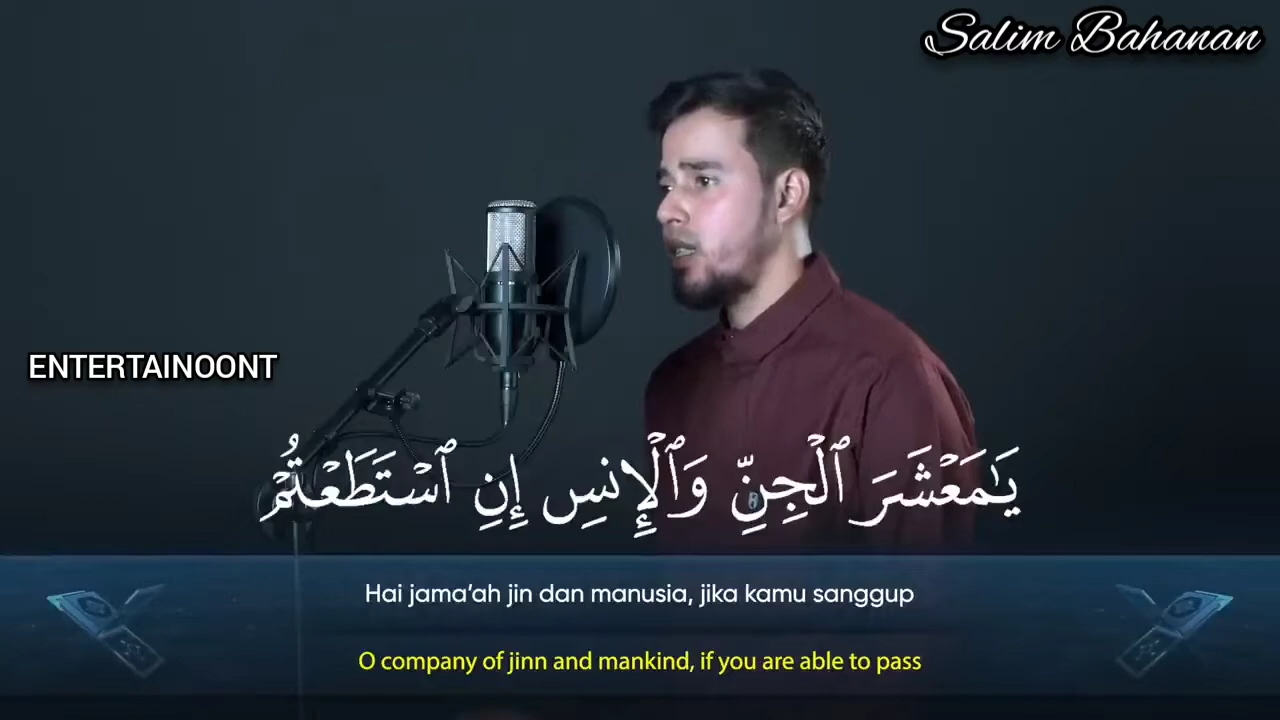 Salim Bahanan
ENTERTAINOONT
يَـٰمَعْشَرَ ٱلْجِنِّ وَٱلْإِنسِ إِنِ ٱسْتَطَعْتُمْ
Hai jama'ah jin dan manusia, jika kamu sanggup
O company of jinn and mankind, if you are able to pass